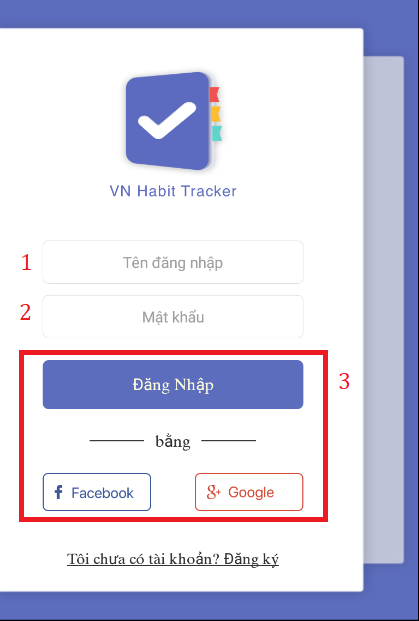 VN Habit Tracker
1
Tên đăng nhập
2
Mật khẩu
Đăng Nhập
3
bằng
f Facebook
g+ Google
Tôi chưa có tài khoản? Đăng ký